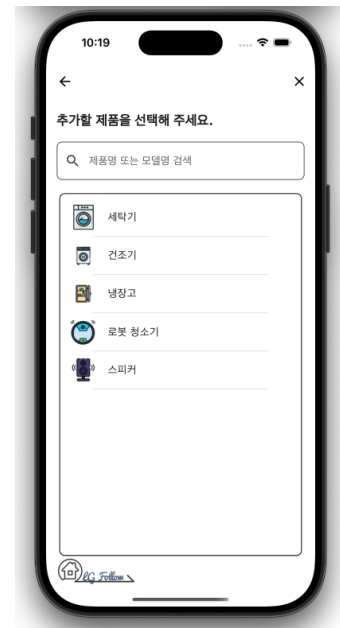 10:19
추가할 제품을 선택해 주세요.
제품명 또는 모델명 검색
세탁기
건조기
냉장고
로봇 청소기
스피커
LG Follow